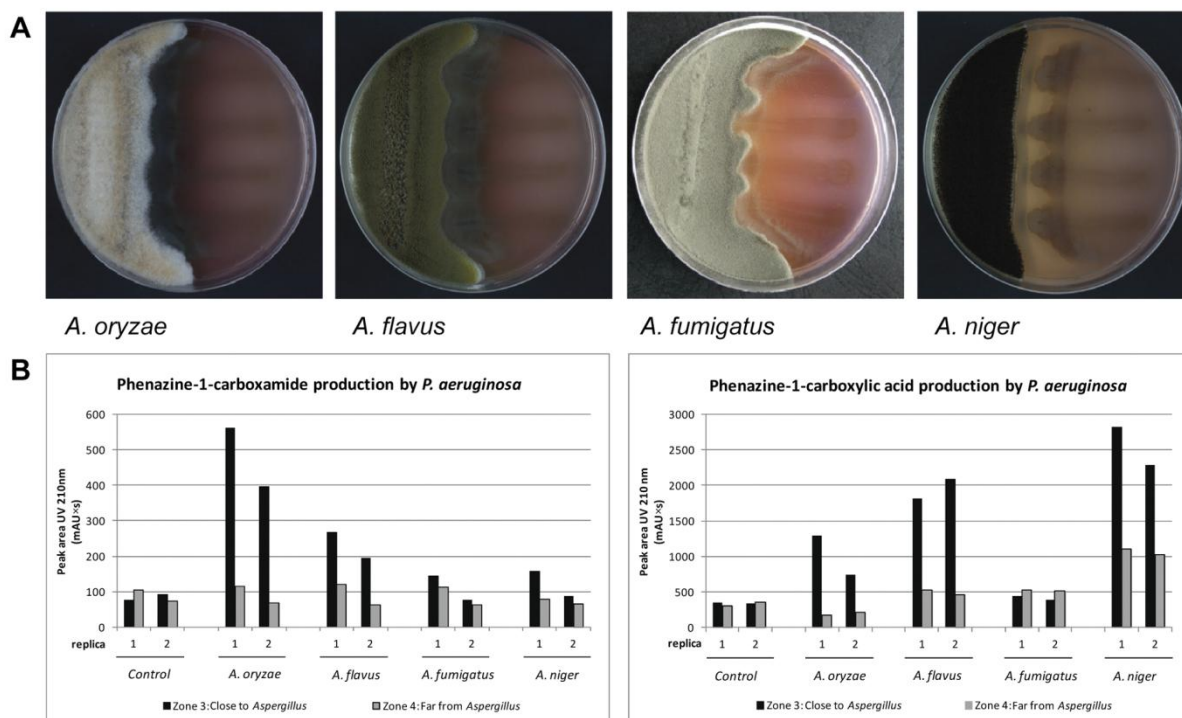 A
A. oryzae
A. flavus
A. fumigatus
A. niger
B
Phenazine-1-carboxamide production by P. aeruginosa
600
500
400
300
200
100
0
Peak area UV 210nm
(mAU×s)
replica
1 2 1 2 1 2 1 2 1 2
Control A. oryzae A. flavus A. fumigatus A. niger
Zone 3:Close to Aspergillus Zone 4:Far from Aspergillus
Phenazine-1-carboxylic acid production by P. aeruginosa
3000
2500
2000
1500
1000
500
0
Peak area UV 210 nm
(mAU×s)
replica
1 2 1 2 1 2 1 2 1 2
Control A. oryzae A. flavus A. fumigatus A. niger
Zone 3:Close to Aspergillus Zone 4:Far from Aspergillus